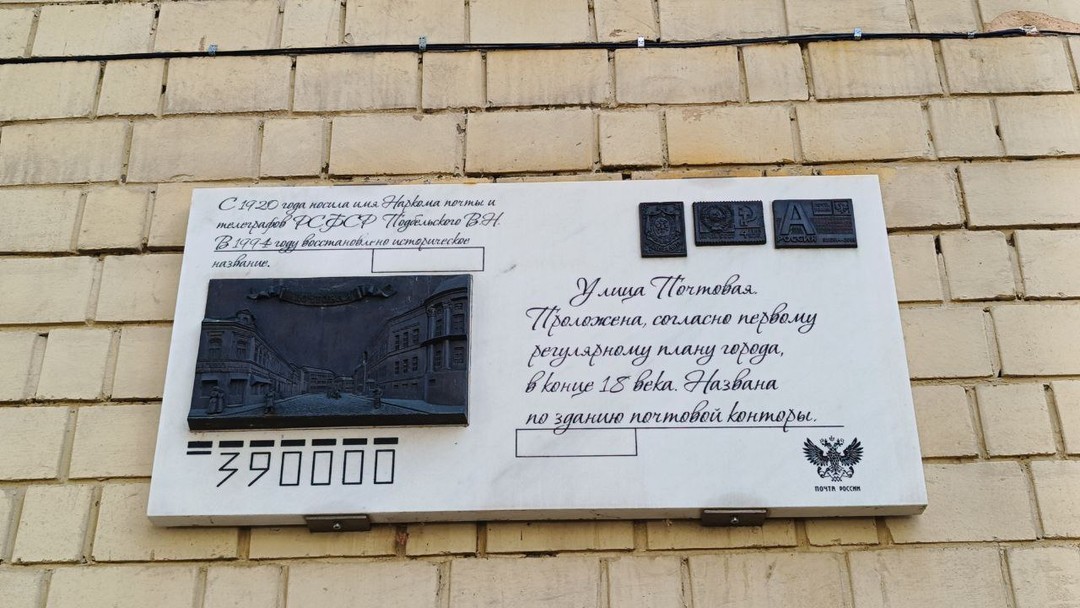 С 1920 года носила имя Наркома почты и
телеграфов РСФСР Подбельского В.Н.
В 1994 году восстановлено историческое
название.
А
РОССИЯ
Улица Почтовая.
Проложена, согласно первому
регулярному плану города,
в конце 18 века. Названа
по зданию почтовой конторы.
390000
ПОЧТА РОССИИ